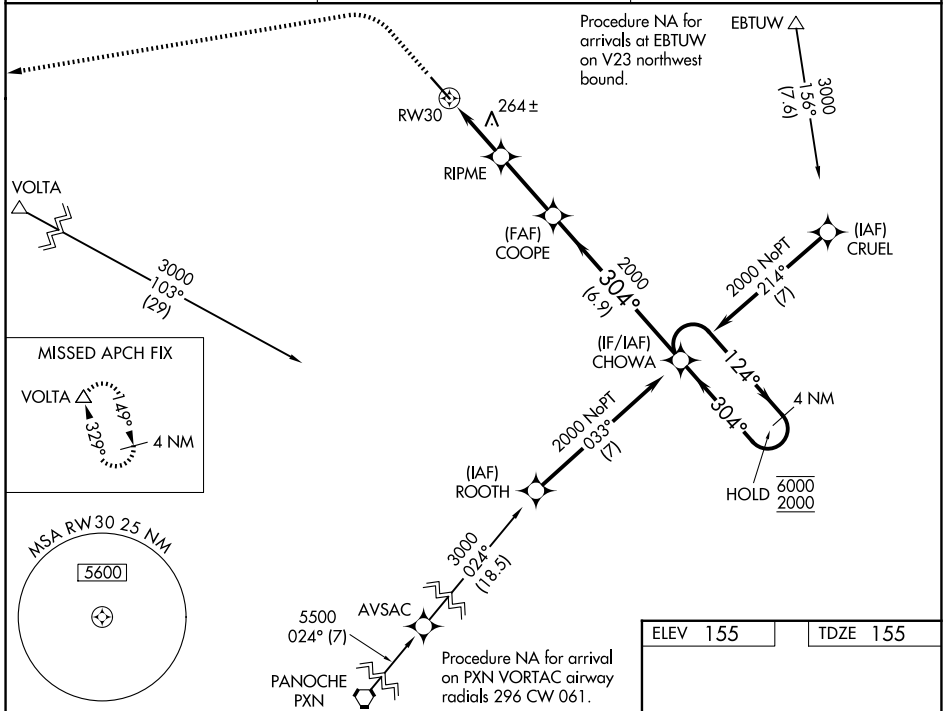 Procedure NA for
arrivals at EBTUW
on V23 northwest
bound.
EBTUW
3000
156°
(7.6)
RW30
264±
RIPME
VOLTA
(FAF)
COOPE
(IAF)
CRUEL
2000 NoPT
214°
(7)
3000
103°
(29)
2000
304°
(6.9)
(IF/IAF)
CHOWA
124°
304°
4 NM
MISSED APCH FIX
VOLTA
149°
329°
4 NM
2000 NoPT
033°
(7)
(IAF)
ROOTH
HOLD
6000
2000
MSA RW30 25 NM
5600
3000
024°
(18.5)
AVSAC
5500
024° (7)
PANOCHE
PXN
Procedure NA for arrival
on PXN VORTAC airway
radials 296 CW 061.
ELEV 155
TDZE 155